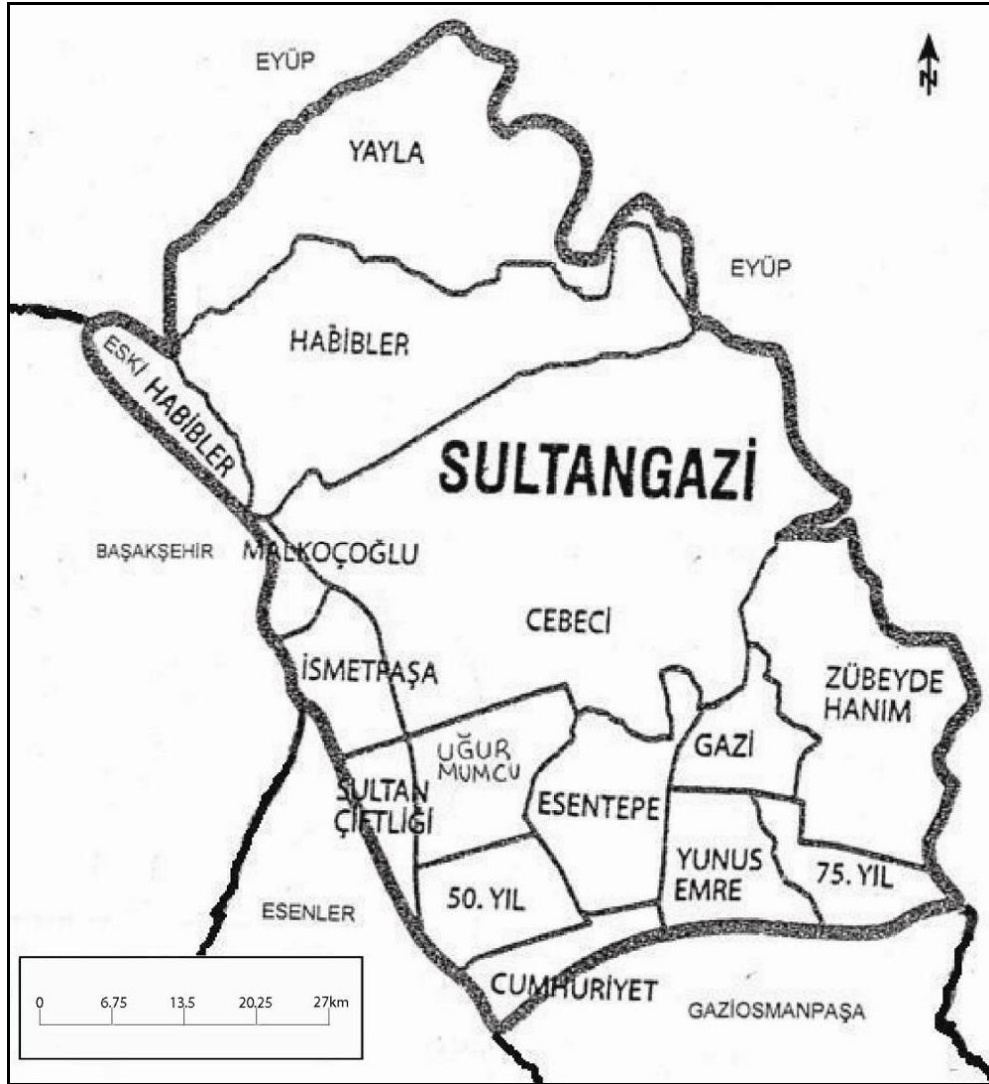 EYÜP
N
YAYLA
EYÜP
HABİBLER
ESKİ HABİBLER
SULTANGAZİ
BAŞAKŞEHİR
MALKOÇOĞLU
CEBECİ
İSMETPAŞA
ZÜBEYDE
HANIM
GAZİ
UĞUR
MUMCU
SULTAN
ÇİFTLİĞİ
ESENTEPE
YUNUS
EMRE
75. YIL
50. YIL
ESENLER
CUMHURİYET
GAZİOSMANPAŞA
0 6.75 13.5 20.25 27km